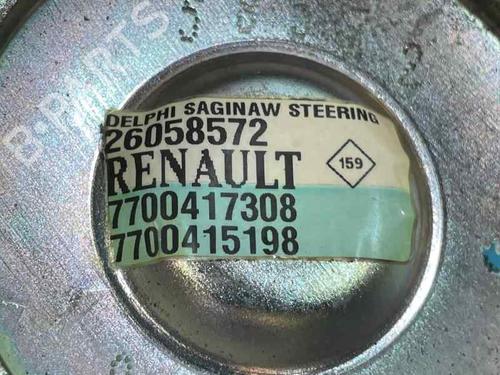 DELPHI SAGINAW STEERING
26058572
RENAULT
159
7700417308
7700415198
B-PARTS